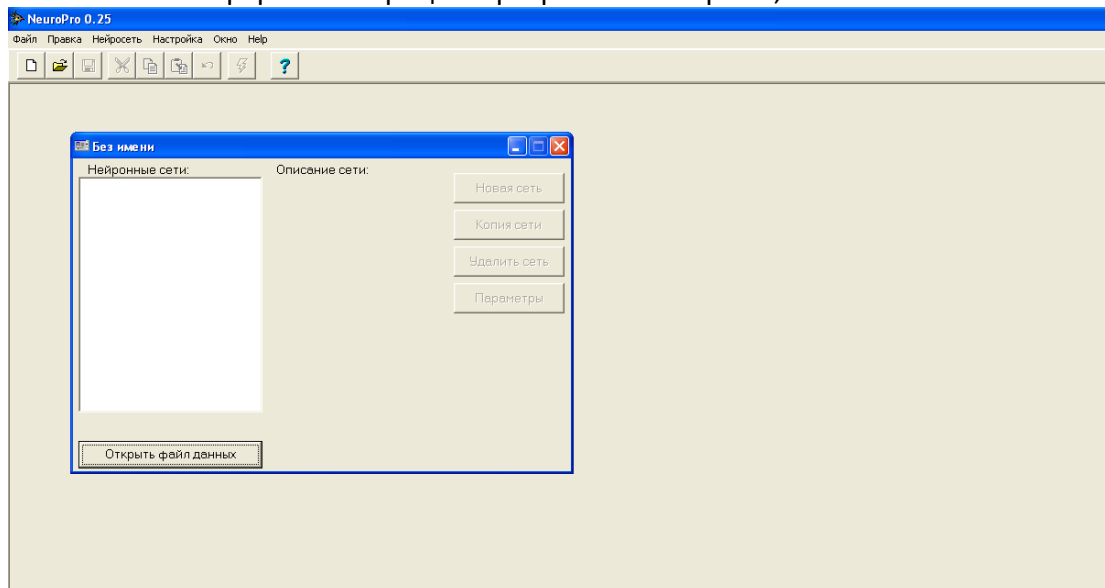 NeuroPro 0.25
Файл Правка Нейросеть Настройка Окно Help
Без имени
Нейронные сети: Описание сети:
Новая сеть
Копия сети
Удалить сеть
Параметры
Открыть файл данных